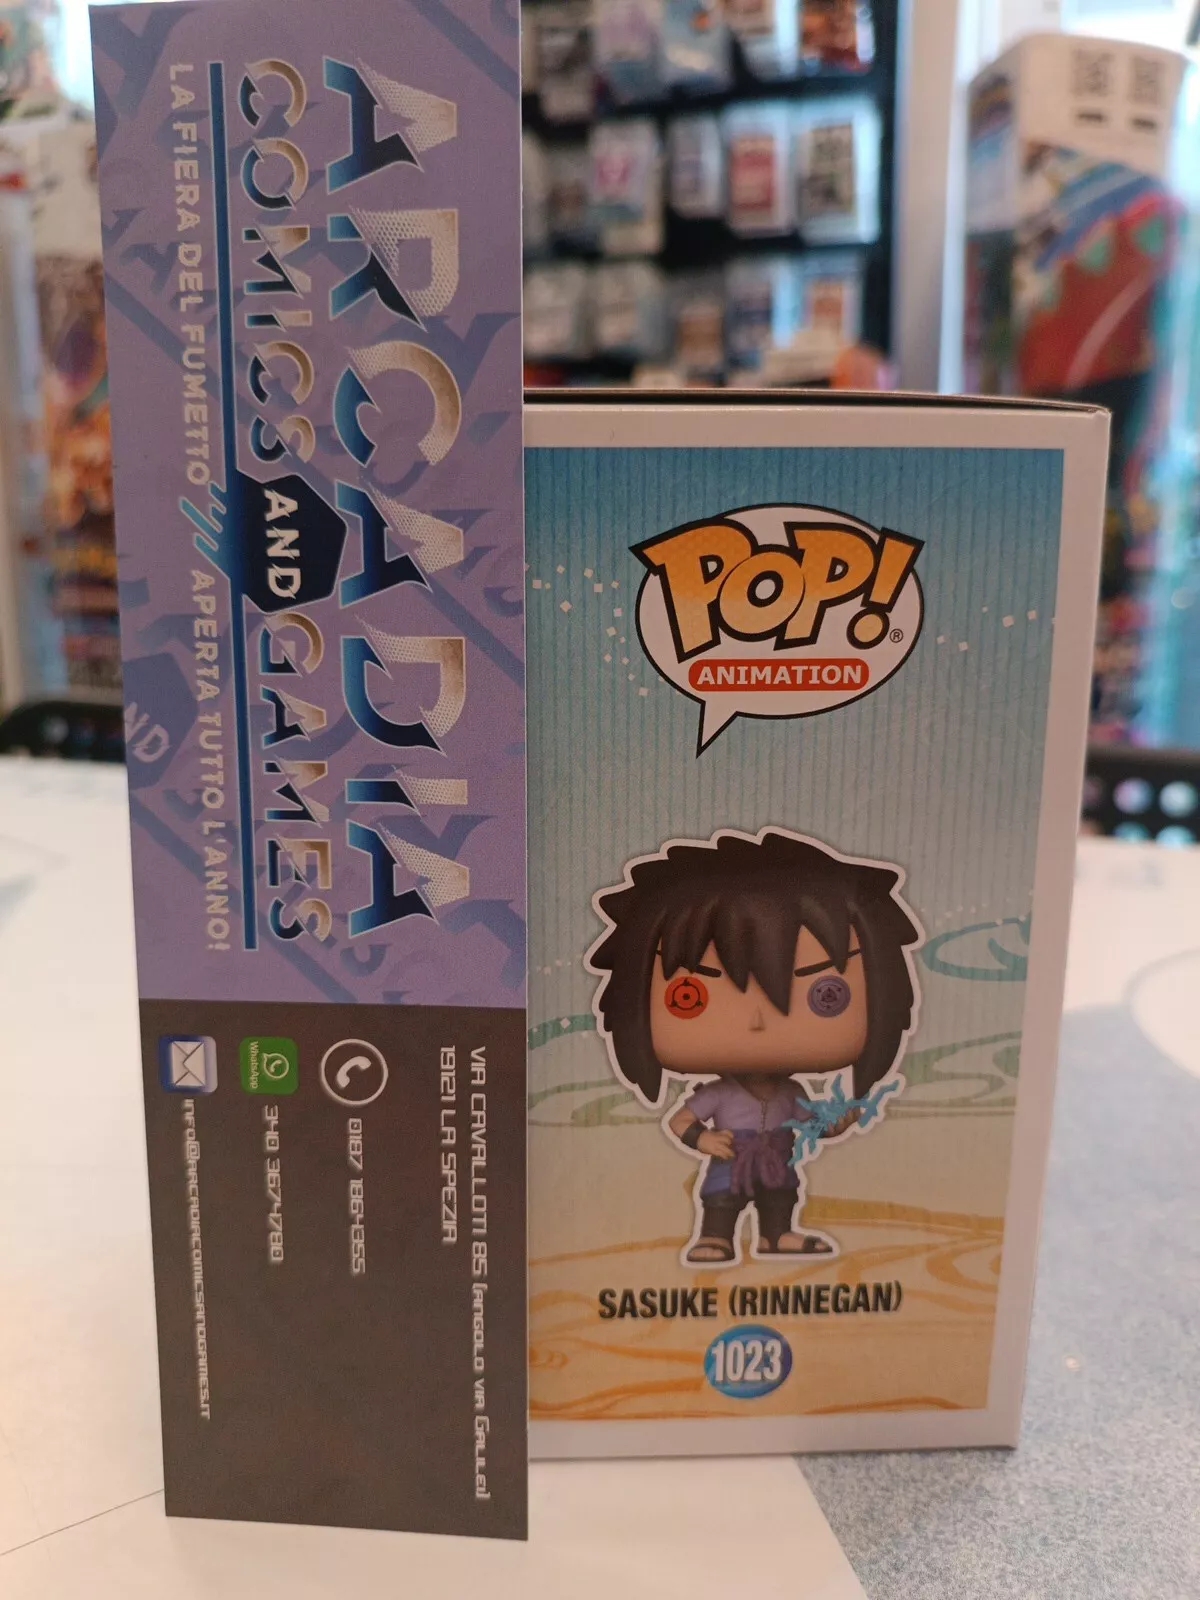 ARCADIA
COMICS AND GAMES
LA FIERA DEL FUMETTO APERTA TUTTO L'ANNO!
VIA CAVALLOTTI 85 (ANGOLO VIA GALILEI)
19121 LA SPEZIA
0187 1864355
WhatsApp
340 3674780
INFO@ARCADIACOMICSANDGAMES.IT
POP!®
ANIMATION
SASUKE (RINNEGAN)
1023